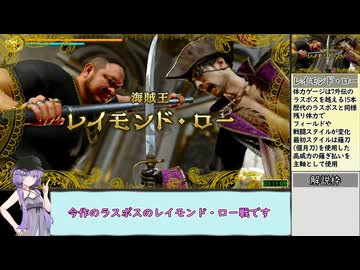 海賊王
レイモンド・ロー
今作のラスボスのレイモンド・ロー戦です
レイモンド・ロー
体力ゲージは7外伝の
ラスボスを越える15本
歴代のラスボスと同様
残り体力で
フィールドや
戦闘スタイルが変化
最初スタイルは薙刀
(偃月刀)を使用した
高威力の薙ぎ払いを
主軸として使用
解説枠